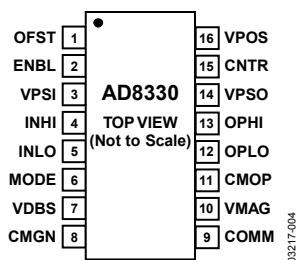 OFST 1
ENBL 2
VPSI 3
INHI 4
INLO 5
MODE 6
VDBS 7
CMGN 8
AD8330
TOP VIEW
(Not to Scale)
16 VPOS
15 CNTR
14 VPSO
13 OPHI
12 OPLO
11 CMOP
10 VMAG
9 COMM
03217-004